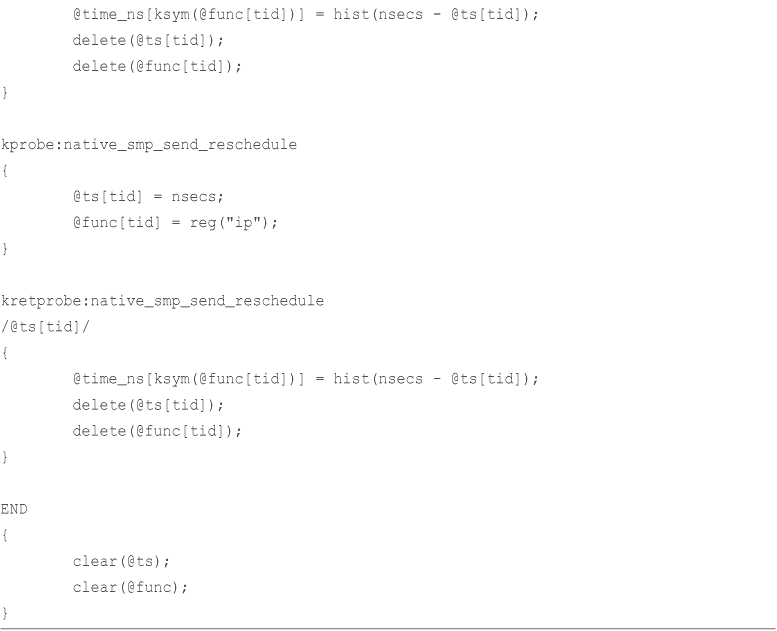 @time_ns[ksym(@func[tid])] = hist(nsecs - @ts[tid]);
        delete(@ts[tid]);
        delete(@func[tid]);
}

kprobe:native_smp_send_reschedule
{
        @ts[tid] = nsecs;
        @func[tid] = reg("ip");
}

kretprobe:native_smp_send_reschedule
/@ts[tid]/
{
        @time_ns[ksym(@func[tid])] = hist(nsecs - @ts[tid]);
        delete(@ts[tid]);
        delete(@func[tid]);
}

END
{
        clear(@ts);
        clear(@func);
}